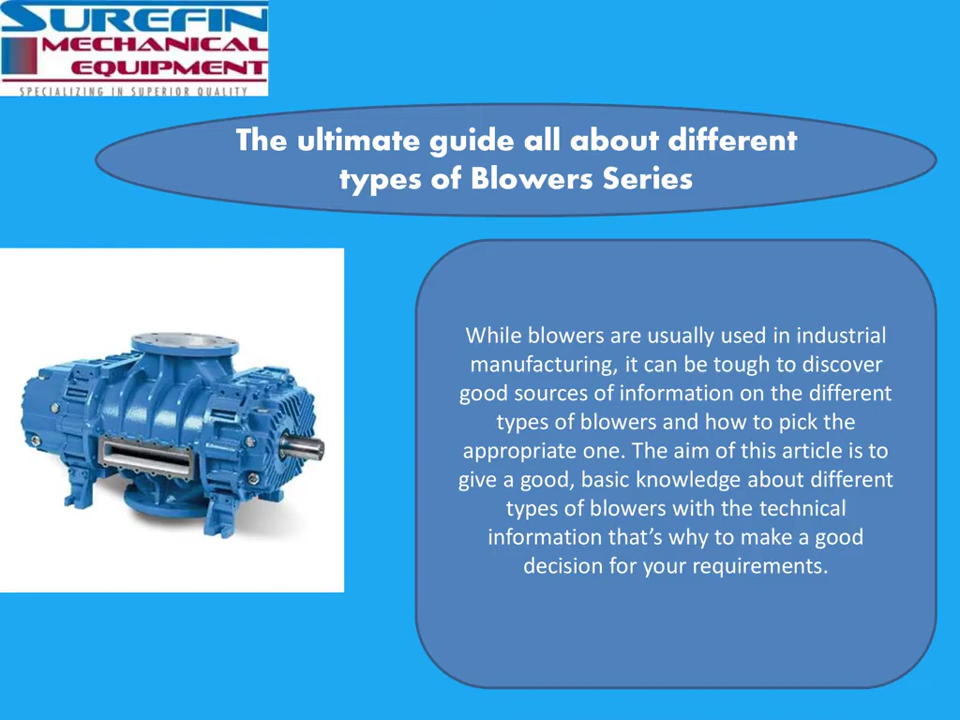 SUREFIN
MECHANICAL
EQUIPMENT
SPECIALIZING IN SUPERIOR QUALITY
The ultimate guide all about different
types of Blowers Series
While blowers are usually used in industrial
manufacturing, it can be tough to discover
good sources of information on the different
types of blowers and how to pick the
appropriate one. The aim of this article is to
give a good, basic knowledge about different
types of blowers with the technical
information that’s why to make a good
decision for your requirements.